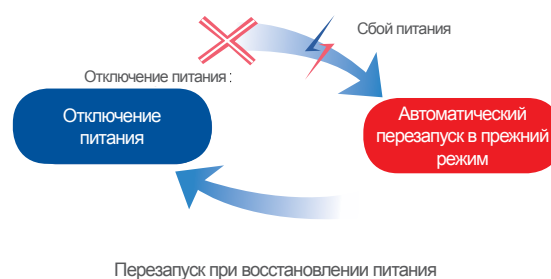 Сбой питания
Отключение питания :
Отключение
питания
Автоматический
перезапуск в прежний
режим
Перезапуск при восстановлении питания